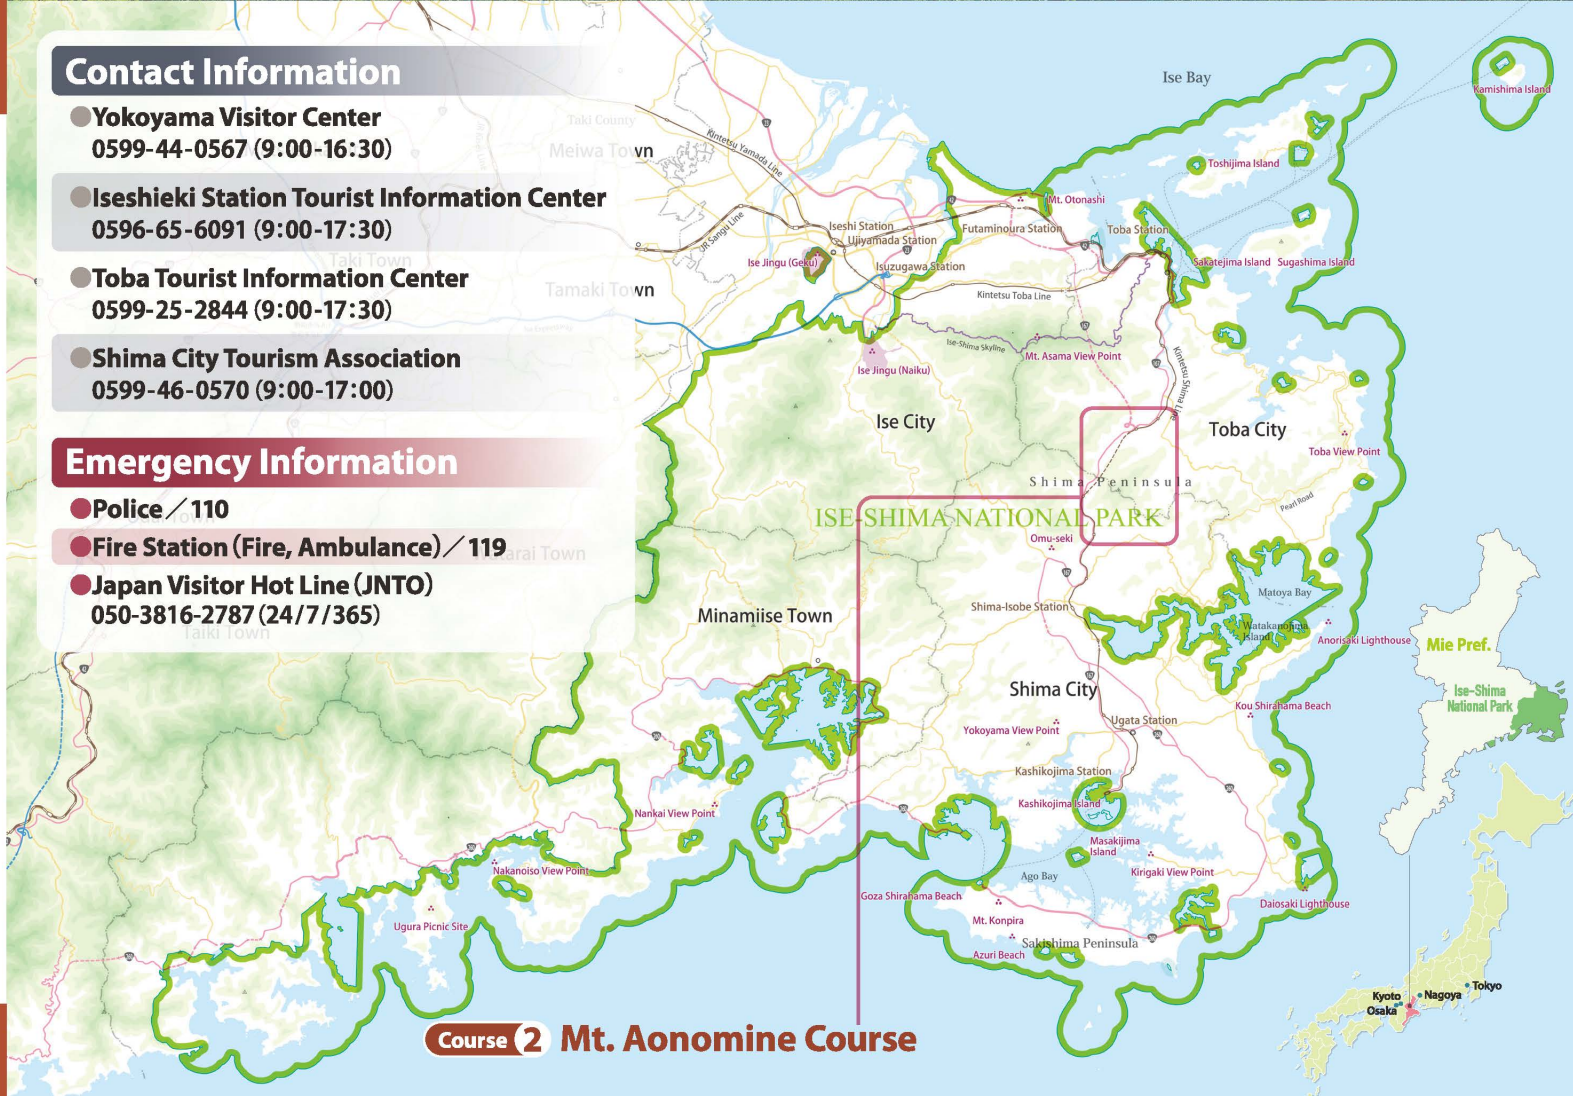 Contact Information
●Yokoyama Visitor Center
0599-44-0567 (9:00-16:30)
●Iseshieki Station Tourist Information Center
0596-65-6091 (9:00-17:30)
●Toba Tourist Information Center
0599-25-2844 (9:00-17:30)
●Shima City Tourism Association
0599-46-0570 (9:00-17:00)
Emergency Information
●Police／110
●Fire Station (Fire, Ambulance)／119
●Japan Visitor Hot Line (JNTO)
050-3816-2787 (24/7/365)
Taki County
Meiwa Town
Taki Town
Tamaki Town
Taiki Town
Ise Bay
Kamishima Island
Kintetsu Yamada Line
JR Sangu Line
Toshijima Island
Mt. Otonashi
Iseshi Station
Ujiyamada Station
Futaminoura Station
Toba Station
Ise Jingu (Geku)
Isuzugawa Station
Sakatejima Island
Sugashima Island
Kintetsu Toba Line
Ise-Shima Skyline
Mt. Asama View Point
Ise Jingu (Naiku)
Kintetsu Shima Line
Ise City
Toba City
Toba View Point
Shima Peninsula
Pearl Road
ISE-SHIMA NATIONAL PARK
Omu-seki
Matoya Bay
Shima-Isobe Station
Watakanojima
Island
Anorisaki Lighthouse
Minamiise Town
Shima City
Kou Shirahama Beach
Yokoyama View Point
Ugata Station
Kashikojima Station
Kashikojima Island
Nankai View Point
Masakijima
Island
Nakanoiso View Point
Ago Bay
Kirigaki View Point
Goza Shirahama Beach
Daiosaki Lighthouse
Mt. Konpira
Ugura Picnic Site
Sakishima Peninsula
Azuri Beach
Course 2 Mt. Aonomine Course
Mie Pref.
Ise-Shima
National Park
Kyoto
Osaka
Nagoya
Tokyo